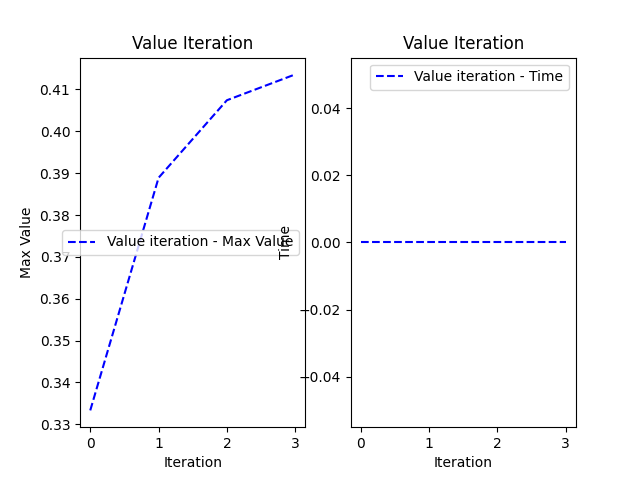 Value Iteration
0.41
0.40
0.39
0.38
0.37
0.36
0.35
0.34
0.33
Max Value
Value iteration - Max Value
0 1 2 3
Iteration
Value Iteration
Value iteration - Time
0.04
0.02
0.00
−0.02
−0.04
Time
0 1 2 3
Iteration